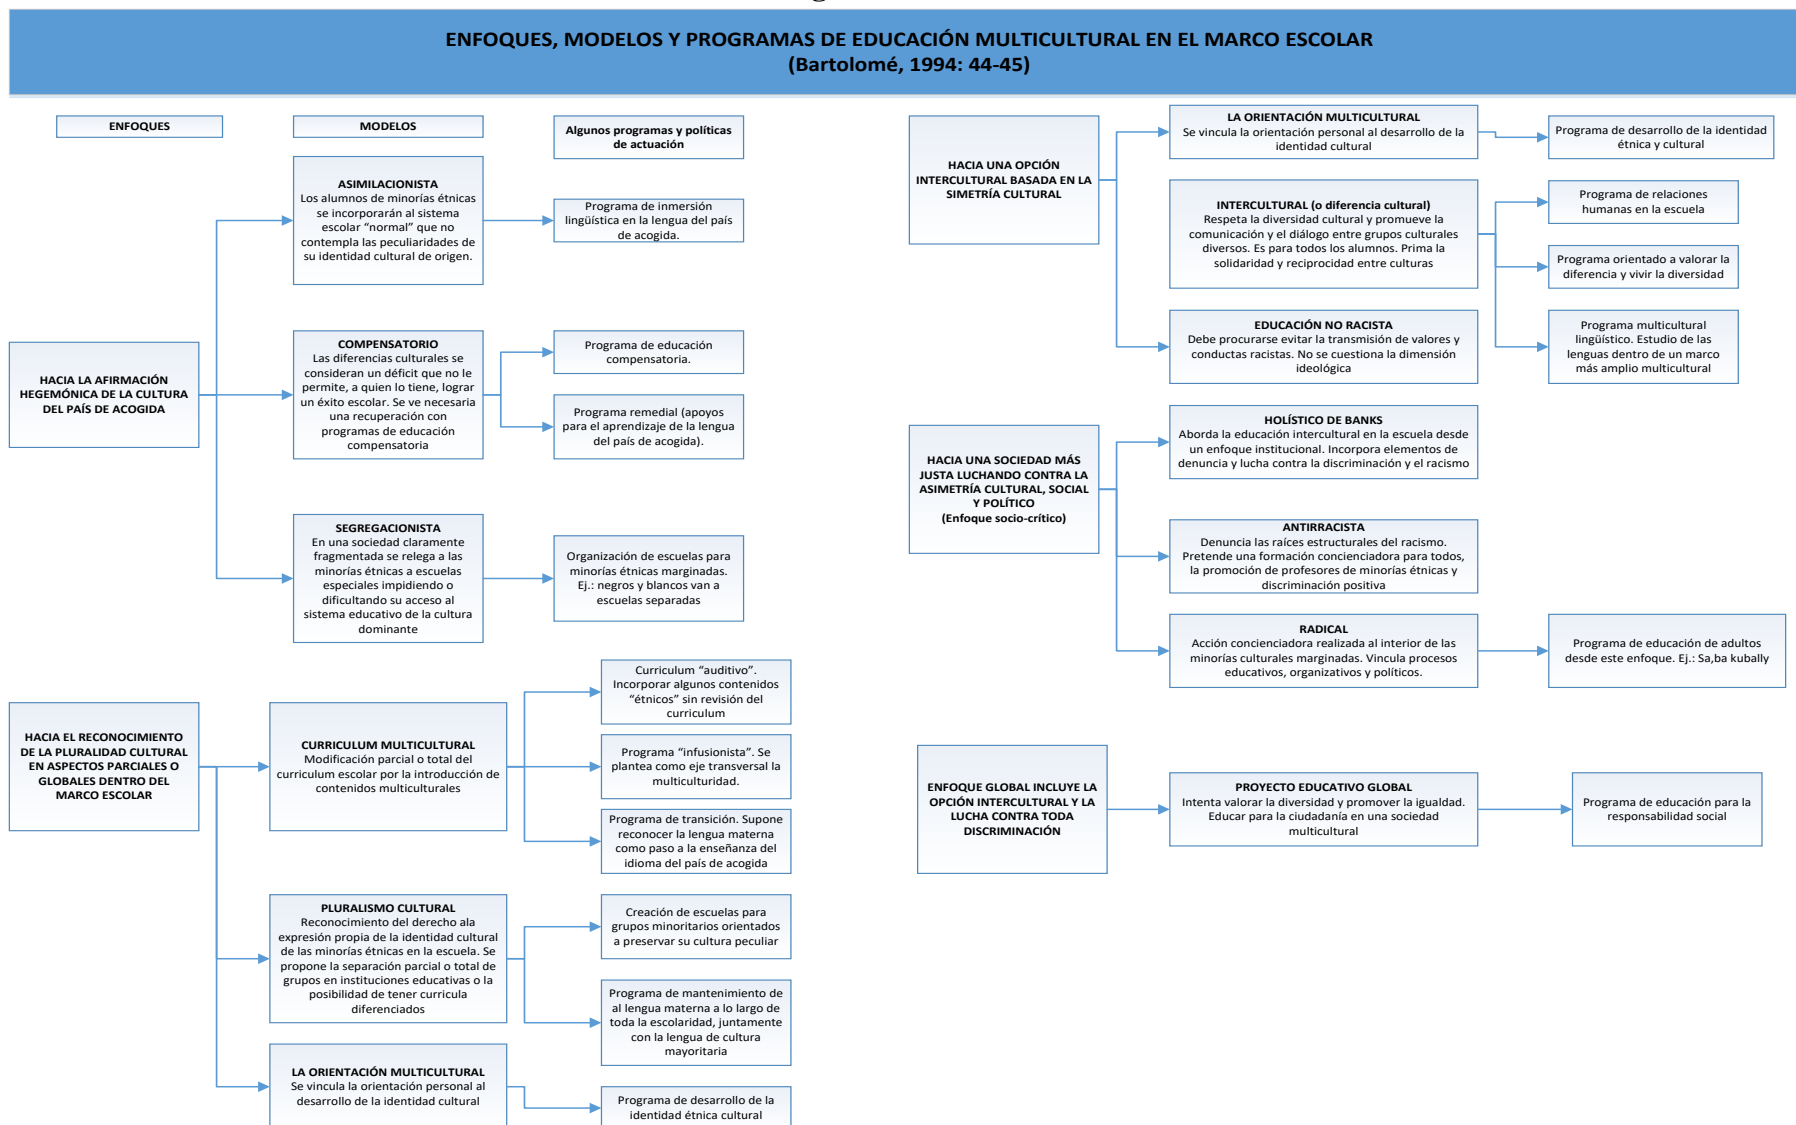 g
ENFOQUES, MODELOS Y PROGRAMAS DE EDUCACIÓN MULTICULTURAL EN EL MARCO ESCOLAR
(Bartolomé, 1994: 44-45)
ENFOQUES
MODELOS
Algunos programas y políticas
de actuación
HACIA LA AFIRMACIÓN
HEGEMÓNICA DE LA CULTURA
DEL PAÍS DE ACOGIDA
ASIMILACIONISTA
Los alumnos de minorías étnicas
se incorporarán al sistema
escolar “normal” que no
contempla las peculiaridades de
su identidad cultural de origen.
Programa de inmersión
lingüística en la lengua del país
de acogida.
COMPENSATORIO
Las diferencias culturales se
consideran un déficit que no le
permite, a quien lo tiene, lograr
un éxito escolar. Se ve necesaria
una recuperación con
programas de educación
compensatoria
Programa de educación
compensatoria.
Programa remedial (apoyos
para el aprendizaje de la lengua
del país de acogida).
SEGREGACIONISTA
En una sociedad claramente
fragmentada se relega a las
minorías étnicas a escuelas
especiales impidiendo o
dificultando su acceso al
sistema educativo de la cultura
dominante
Organización de escuelas para
minorías étnicas marginadas.
Ej.: negros y blancos van a
escuelas separadas
HACIA EL RECONOCIMIENTO
DE LA PLURALIDAD CULTURAL
EN ASPECTOS PARCIALES O
GLOBALES DENTRO DEL
MARCO ESCOLAR
CURRICULUM MULTICULTURAL
Modificación parcial o total del
curriculum escolar por la introducción de
contenidos multiculturales
Curriculum “auditivo”.
Incorporar algunos contenidos
“étnicos” sin revisión del
curriculum
Programa “infusionista”. Se
plantea como eje transversal la
multiculturidad.
Programa de transición. Supone
reconocer la lengua materna
como paso a la enseñanza del
idioma del país de acogida
PLURALISMO CULTURAL
Reconocimiento del derecho ala
expresión propia de la identidad cultural
de las minorías étnicas en la escuela. Se
propone la separación parcial o total de
grupos en instituciones educativas o la
posibilidad de tener curricula
diferenciados
Creación de escuelas para
grupos minoritarios orientados
a preservar su cultura peculiar
Programa de mantenimiento de
al lengua materna a lo largo de
toda la escolaridad, juntamente
con la lengua de cultura
mayoritaria
LA ORIENTACIÓN MULTICULTURAL
Se vincula la orientación personal al
desarrollo de la identidad cultural
Programa de desarrollo de la
identidad étnica cultural
HACIA UNA OPCIÓN
INTERCULTURAL BASADA EN LA
SIMETRÍA CULTURAL
LA ORIENTACIÓN MULTICULTURAL
Se vincula la orientación personal al desarrollo de la
identidad cultural
Programa de desarrollo de la identidad
étnica y cultural
INTERCULTURAL (o diferencia cultural)
Respeta la diversidad cultural y promueve la
comunicación y el diálogo entre grupos culturales
diversos. Es para todos los alumnos. Prima la
solidaridad y reciprocidad entre culturas
Programa de relaciones
humanas en la escuela
Programa orientado a valorar la
diferencia y vivir la diversidad
Programa multicultural
lingüístico. Estudio de las
lenguas dentro de un marco
más amplio multicultural
EDUCACIÓN NO RACISTA
Debe procurarse evitar la transmisión de valores y
conductas racistas. No se cuestiona la dimensión
ideológica
HACIA UNA SOCIEDAD MÁS
JUSTA LUCHANDO CONTRA LA
ASIMETRÍA CULTURAL, SOCIAL
Y POLÍTICO
(Enfoque socio-crítico)
HOLÍSTICO DE BANKS
Aborda la educación intercultural en la escuela desde
un enfoque institucional. Incorpora elementos de
denuncia y lucha contra la discriminación y el racismo
ANTIRRACISTA
Denuncia las raíces estructurales del racismo.
Pretende una formación concienciadora para todos,
la promoción de profesores de minorías étnicas y
discriminación positiva
RADICAL
Acción concienciadora realizada al interior de las
minorías culturales marginadas. Vincula procesos
educativos, organizativos y políticos.
Programa de educación de adultos
desde este enfoque. Ej.: Sa,ba kubally
ENFOQUE GLOBAL INCLUYE LA
OPCIÓN INTERCULTURAL Y LA
LUCHA CONTRA TODA
DISCRIMINACIÓN
PROYECTO EDUCATIVO GLOBAL
Intenta valorar la diversidad y promover la igualdad.
Educar para la ciudadanía en una sociedad
multicultural
Programa de educación para la
responsabilidad social